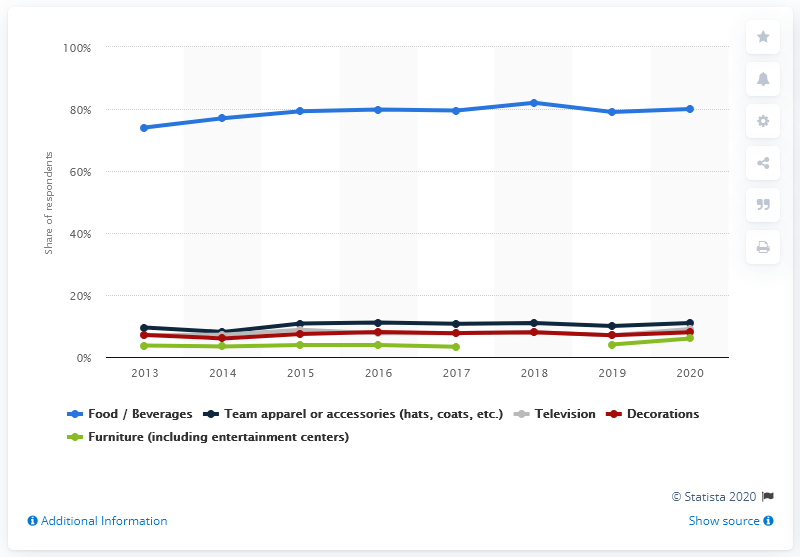 100%
80%
60%
40%
20%
0%
Share of respondents
2013 2014 2015 2016 2017 2018 2019 2020
Food / Beverages Team apparel or accessories (hats, coats, etc.) Television Decorations
Furniture (including entertainment centers)
© Statista 2020
Additional Information Show source